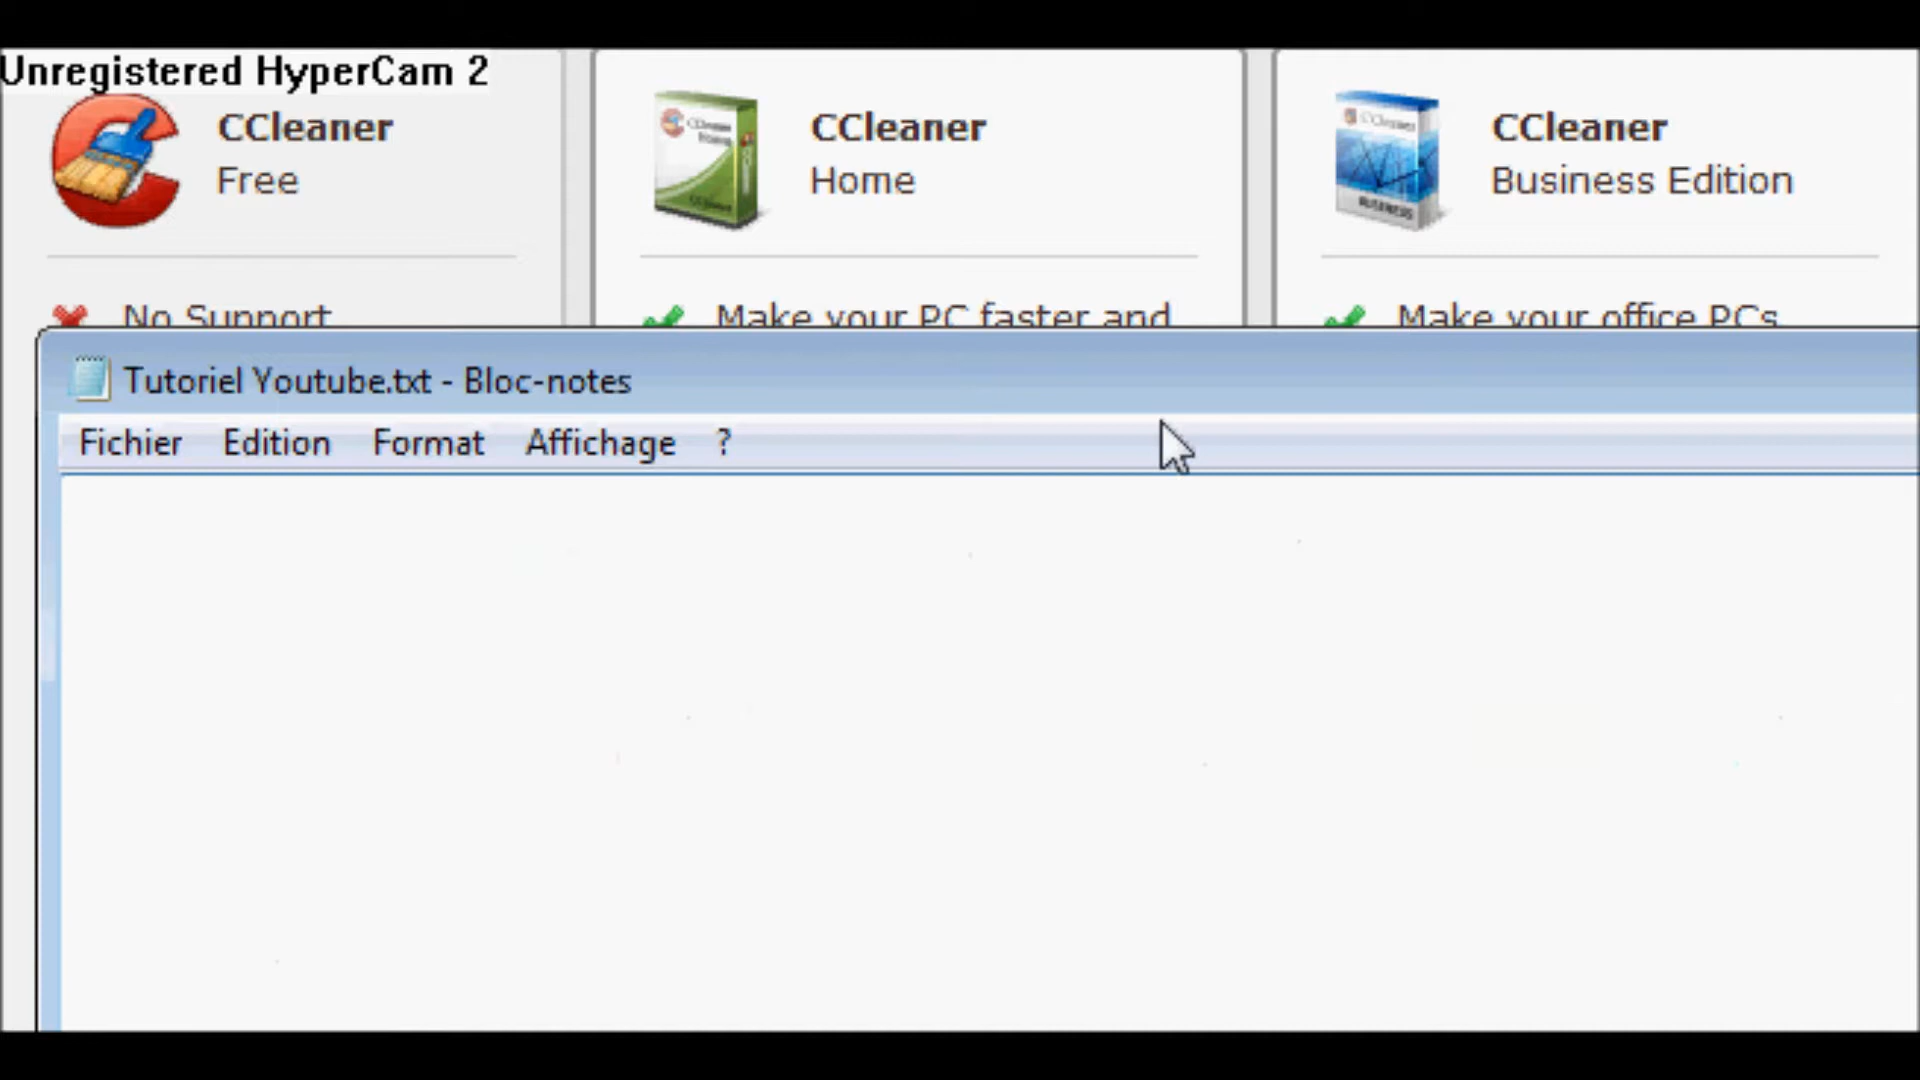 Unregistered HyperCam 2
CCleaner
Free
CCleaner
Home
CCleaner
Business Edition
No Support
Make your PC faster and
Make your office PCs
Tutoriel Youtube.txt - Bloc-notes
Fichier Edition Format Affichage ?